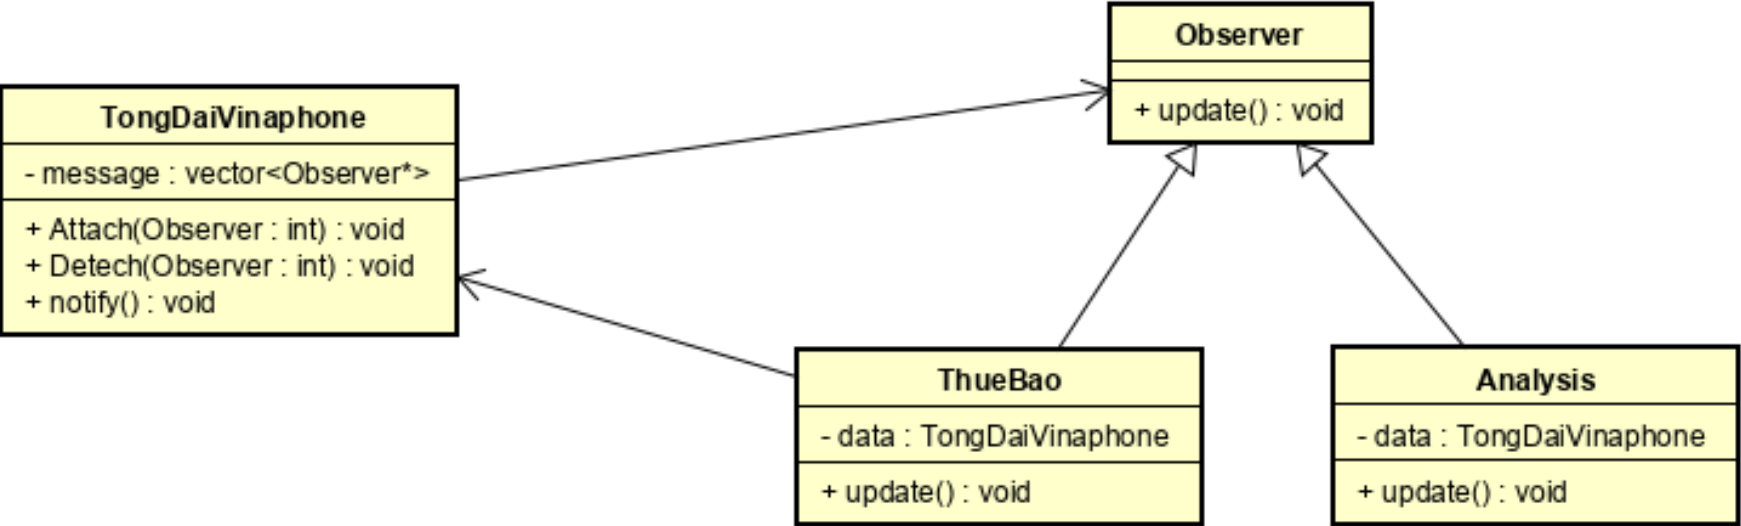 Observer
+ update() : void
TongDaiVinaphone
- message : vector<Observer*>
+ Attach(Observer : int) : void
+ Detech(Observer : int) : void
+ notify() : void
ThueBao
- data : TongDaiVinaphone
+ update() : void
Analysis
- data : TongDaiVinaphone
+ update() : void